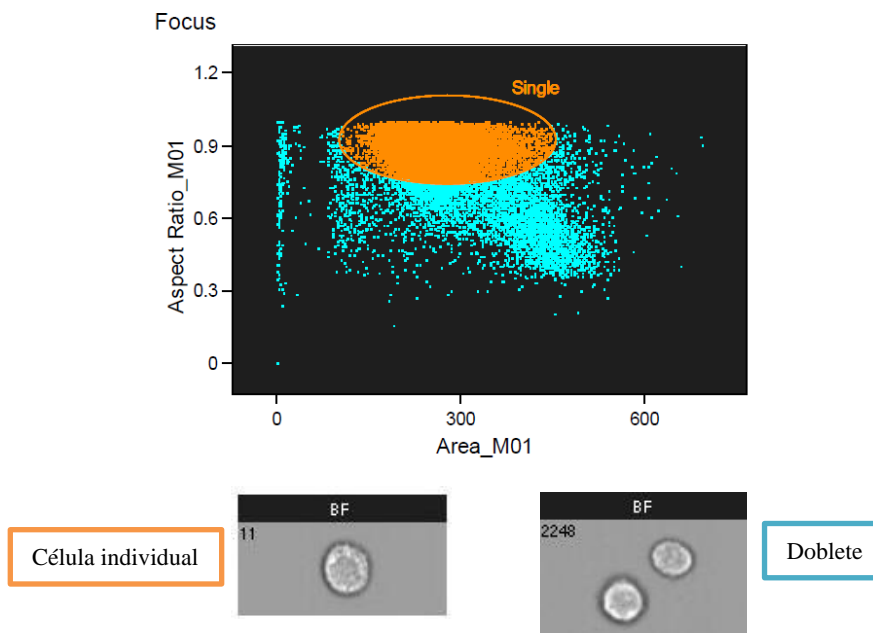 Focus
1.2
Single
0.9
0.6
0.3
0
Aspect Ratio_M01
0
300
600
Area_M01
BF
11
Célula individual
BF
2248
Doblete